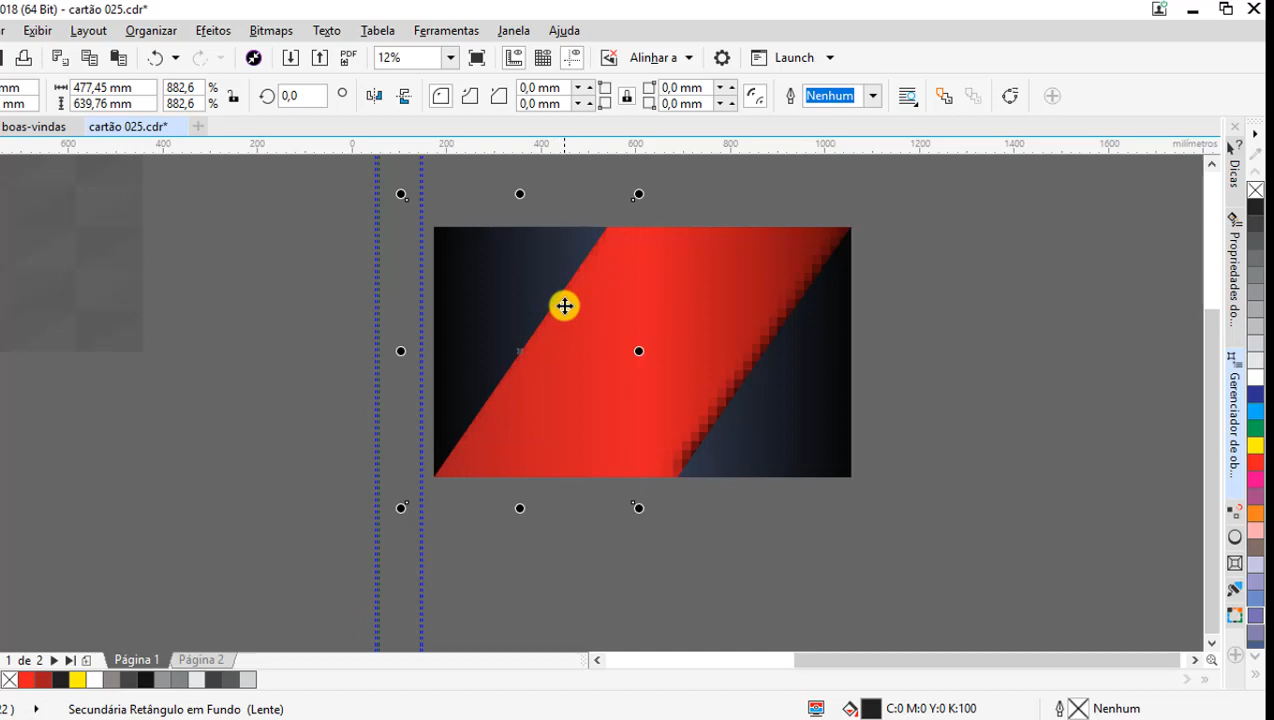 018 (64 Bit) - cartão 025.cdr*
ar Exibir Layout Organizar Efeitos Bitmaps Texto Tabela Ferramentas Janela Ajuda
PDF 12% Alinhar a Launch
mm 477,45 mm 882,6 % 0,0 0,0 mm 0,0 mm Nenhum
mm 639,76 mm 882,6 % 0,0 mm 0,0 mm
boas-vindas cartão 025.cdr*
600 400 200 0 200 400 600 800 1000 1200 1400 1600 milímetros
Dicas
Propriedades do...
Gerenciador de ob...
1 de 2 Página 1 Página 2
22 ) Secundária Retângulo em Fundo (Lente) C:0 M:0 Y:0 K:100 Nenhum